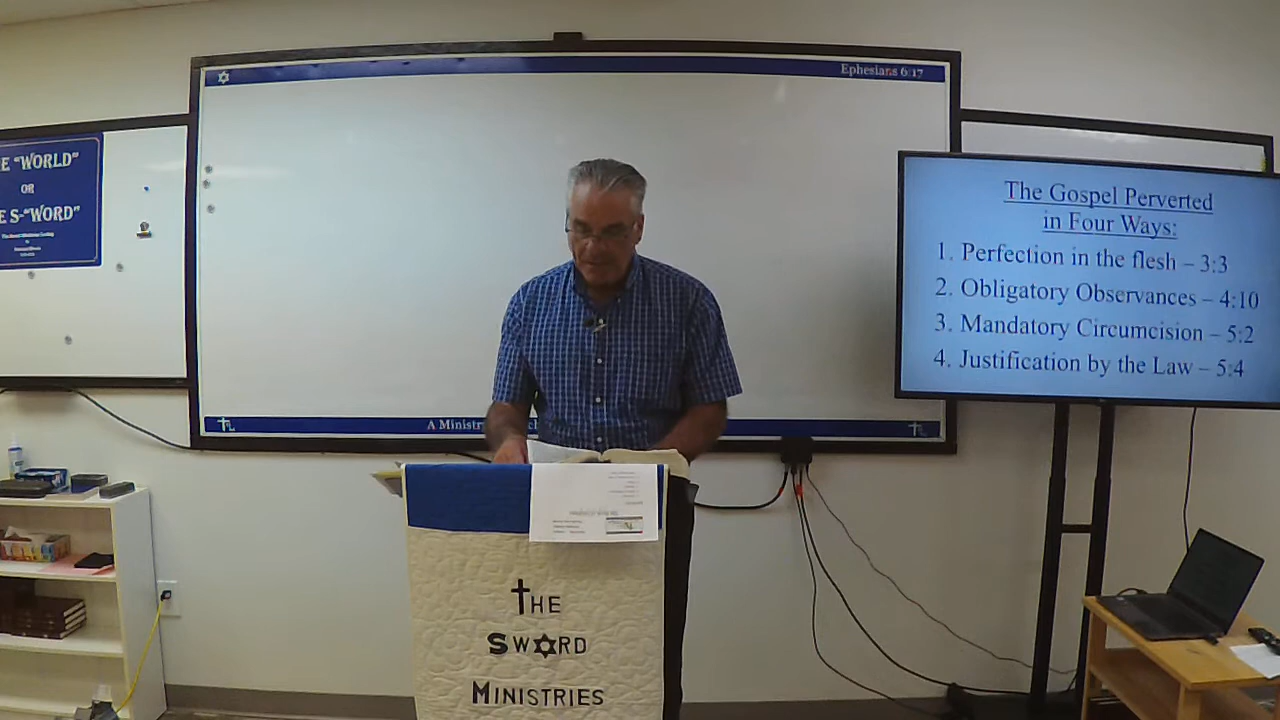 Ephesians 6:17
E "WORLD"
OR
E S-"WORD"
The Gospel Perverted
in Four Ways:
1. Perfection in the flesh – 3:3
2. Obligatory Observances – 4:10
3. Mandatory Circumcision – 5:2
4. Justification by the Law – 5:4
A Minist
THE
SWORD
MINISTRIES